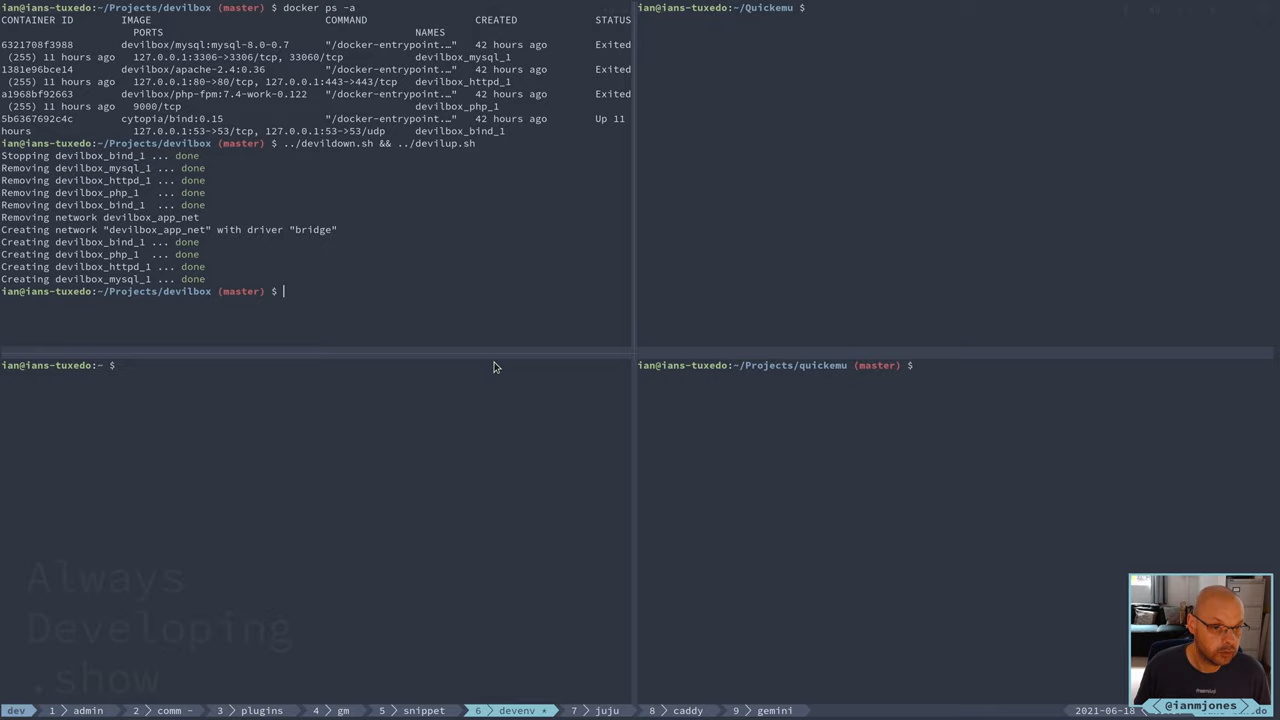 ian@ians-tuxedo:~/Projects/devilbox (master) $ docker ps -a
CONTAINER ID        IMAGE                              COMMAND                  CREATED             STATUS
                      PORTS                                          NAMES
6321708f3988        devilbox/mysql:mysql-8.0-0.7      "/docker-entrypoint.…"   42 hours ago        Exited
 (255) 11 hours ago   127.0.0.1:3306->3306/tcp, 33060/tcp            devilbox_mysql_1
1381e96bce14        devilbox/apache-2.4:0.36          "/docker-entrypoint.…"   42 hours ago        Exited
 (255) 11 hours ago   127.0.0.1:80->80/tcp, 127.0.0.1:443->443/tcp   devilbox_httpd_1
a1968bf92663        devilbox/php-fpm:7.4-work-0.122   "/docker-entrypoint.…"   42 hours ago        Exited
 (255) 11 hours ago   9000/tcp                                       devilbox_php_1
5b6367692c4c        cytopia/bind:0.15                 "/docker-entrypoint.…"   42 hours ago        Up 11
hours                 127.0.0.1:53->53/tcp, 127.0.0.1:53->53/udp     devilbox_bind_1
ian@ians-tuxedo:~/Projects/devilbox (master) $ ../devildown.sh && ../devilup.sh
Stopping devilbox_bind_1 ... done
Removing devilbox_mysql_1 ... done
Removing devilbox_httpd_1 ... done
Removing devilbox_php_1   ... done
Removing devilbox_bind_1  ... done
Removing network devilbox_app_net
Creating network "devilbox_app_net" with driver "bridge"
Creating devilbox_bind_1 ... done
Creating devilbox_php_1  ... done
Creating devilbox_httpd_1 ... done
Creating devilbox_mysql_1 ... done
ian@ians-tuxedo:~/Projects/devilbox (master) $
ian@ians-tuxedo:~/Quickemu $
ian@ians-tuxedo:~ $
ian@ians-tuxedo:~/Projects/quickemu (master) $
Always
Developing
.show
freemind
@ianmjones
dev 1 admin 2 comm - 3 plugins 4 gm 5 snippet 6 devenv * 7 juju 8 caddy 9 gemini 2021-06-18